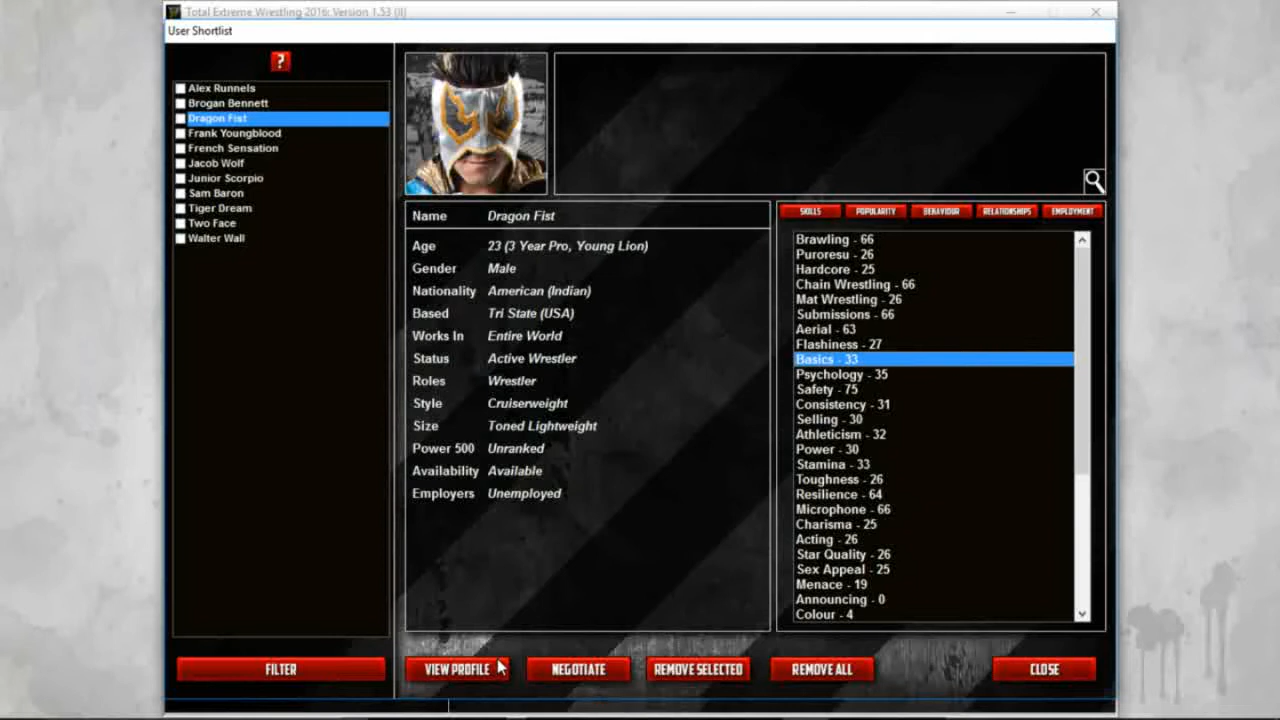 Total Extreme Wrestling 2016: Version 1.53 (II)
User Shortlist
?
Alex Runnels
Brogan Bennett
Dragon Fist
Frank Youngblood
French Sensation
Jacob Wolf
Junior Scorpio
Sam Baron
Tiger Dream
Two Face
Walter Wall
FILTER
Name Dragon Fist
Age 23 (3 Year Pro, Young Lion)
Gender Male
Nationality American (Indian)
Based Tri State (USA)
Works In Entire World
Status Active Wrestler
Roles Wrestler
Style Cruiserweight
Size Toned Lightweight
Power 500 Unranked
Availability Available
Employers Unemployed
SKILLS POPULARITY BEHAVIOUR RELATIONSHIPS EMPLOYMENT
Brawling - 66
Puroresu - 26
Hardcore - 25
Chain Wrestling - 66
Mat Wrestling - 26
Submissions - 66
Aerial - 63
Flashiness - 27
Basics - 33
Psychology - 35
Safety - 75
Consistency - 31
Selling - 30
Athleticism - 32
Power - 30
Stamina - 33
Toughness - 26
Resilience - 64
Microphone - 66
Charisma - 25
Acting - 26
Star Quality - 26
Sex Appeal - 25
Menace - 19
Announcing - 0
Colour - 4
VIEW PROFILE NEGOTIATE REMOVE SELECTED REMOVE ALL CLOSE